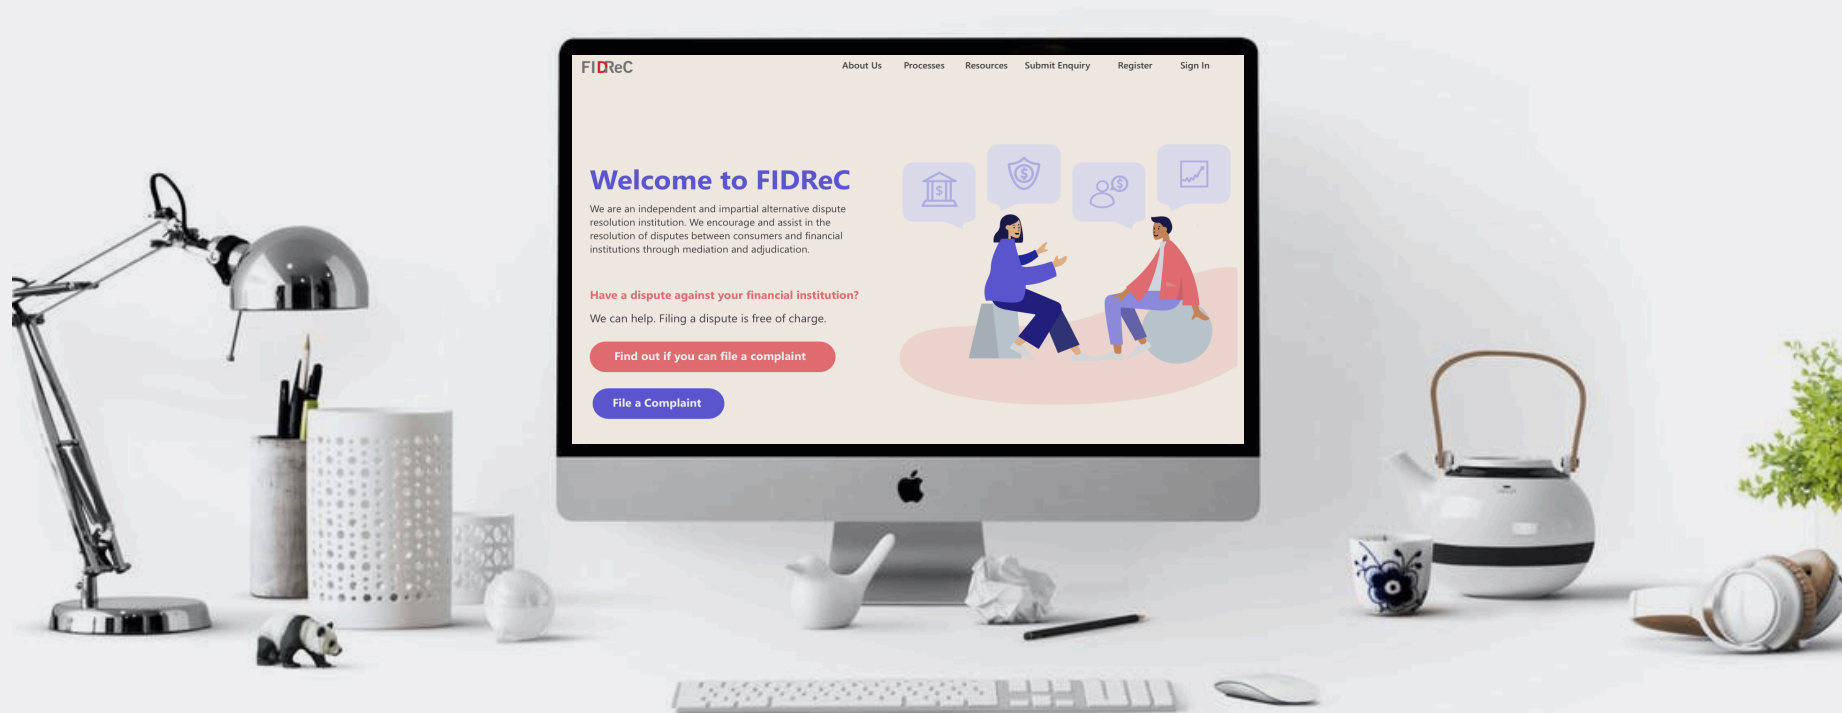 FIDReC
About Us Processes Resources Submit Enquiry Register Sign In
Welcome to FIDReC
We are an independent and impartial alternative dispute
resolution institution. We encourage and assist in the
resolution of disputes between consumers and financial
institutions through mediation and adjudication.
Have a dispute against your financial institution?
We can help. Filing a dispute is free of charge.
Find out if you can file a complaint
File a Complaint
$
$
$